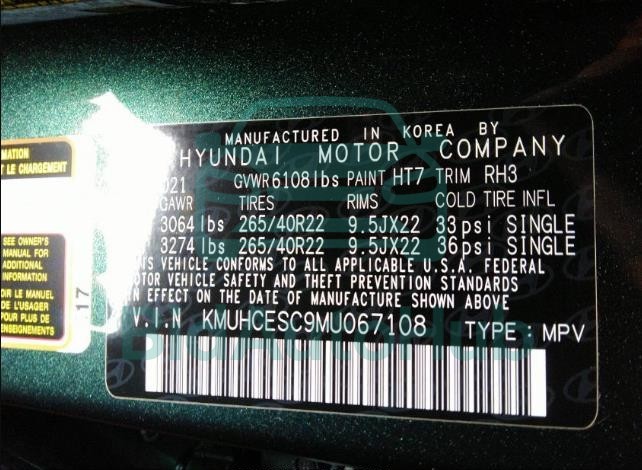 MANUFACTURED IN KOREA BY
HYUNDAI MOTOR COMPANY
021 GVWR 6108lbs PAINT HT7 TRIM RH3
GAWR TIRES RIMS COLD TIRE INFL
3064 lbs 265/40R22 9.5JX22 33psi SINGLE
3274 lbs 265/40R22 9.5JX22 36psi SINGLE
VEHICLE CONFORMS TO ALL APPLICABLE U.S.A. FEDERAL
VEHICLE SAFETY AND THEFT PREVENTION STANDARDS
IN EFFECT ON THE DATE OF MANUFACTURE SHOWN ABOVE
V.I.N KMUHCESC9MU067108 TYPE : MPV
BidAutoHub
MATION
ET LE CHARGEMENT
SEE OWNER'S
MANUAL FOR
ADDITIONAL
INFORMATION
LE MANUEL
DE L'USAGER
POUR PLUS DE
ENSEIGNEMENTS
17